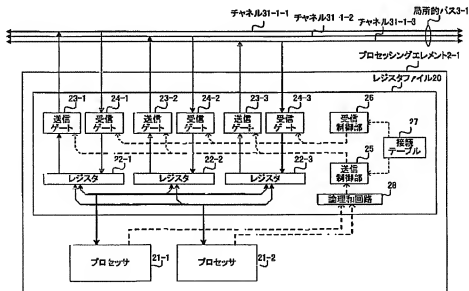 チャネル31-1-1
チャネル31-1-2
チャネル31-1-3
局所的バス3-1
プロセッシングエレメント2-1
レジスタファイル20
23-1
24-1
23-2
24-2
23-3
24-3
26
送信
ゲート
受信
ゲート
送信
ゲート
受信
ゲート
送信
ゲート
受信
ゲート
受信
制御部
27
接続
テーブル
25
送信
制御部
22-1
22-2
22-3
レジスタ
レジスタ
レジスタ
28
論理和回路
プロセッサ
21-1
プロセッサ
21-2